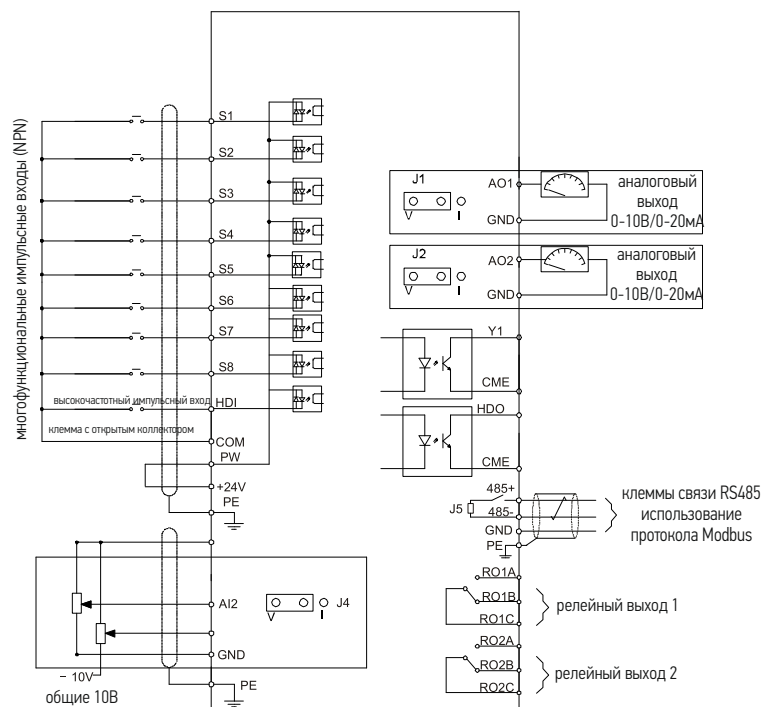 многофункциональные импульсные входы (NPN)
S1
S2
S3
S4
S5
S6
S7
S8
высокочастотный импульсный вход
HDI
клемма с открытым коллектором
COM
PW
+24V
PE
AI2
J4
V
I
GND
– 10V
PE
общие 10В
J1
V
I
AO1
GND
аналоговый
выход
0-10В/0-20мА
J2
V
I
AO2
GND
аналоговый
выход
0-10В/0-20мА
Y1
CME
HDO
CME
485+
J5
485-
GND
PE
клеммы связи RS485
использование
протокола Modbus
RO1A
RO1B
RO1C
релейный выход 1
RO2A
RO2B
RO2C
релейный выход 2